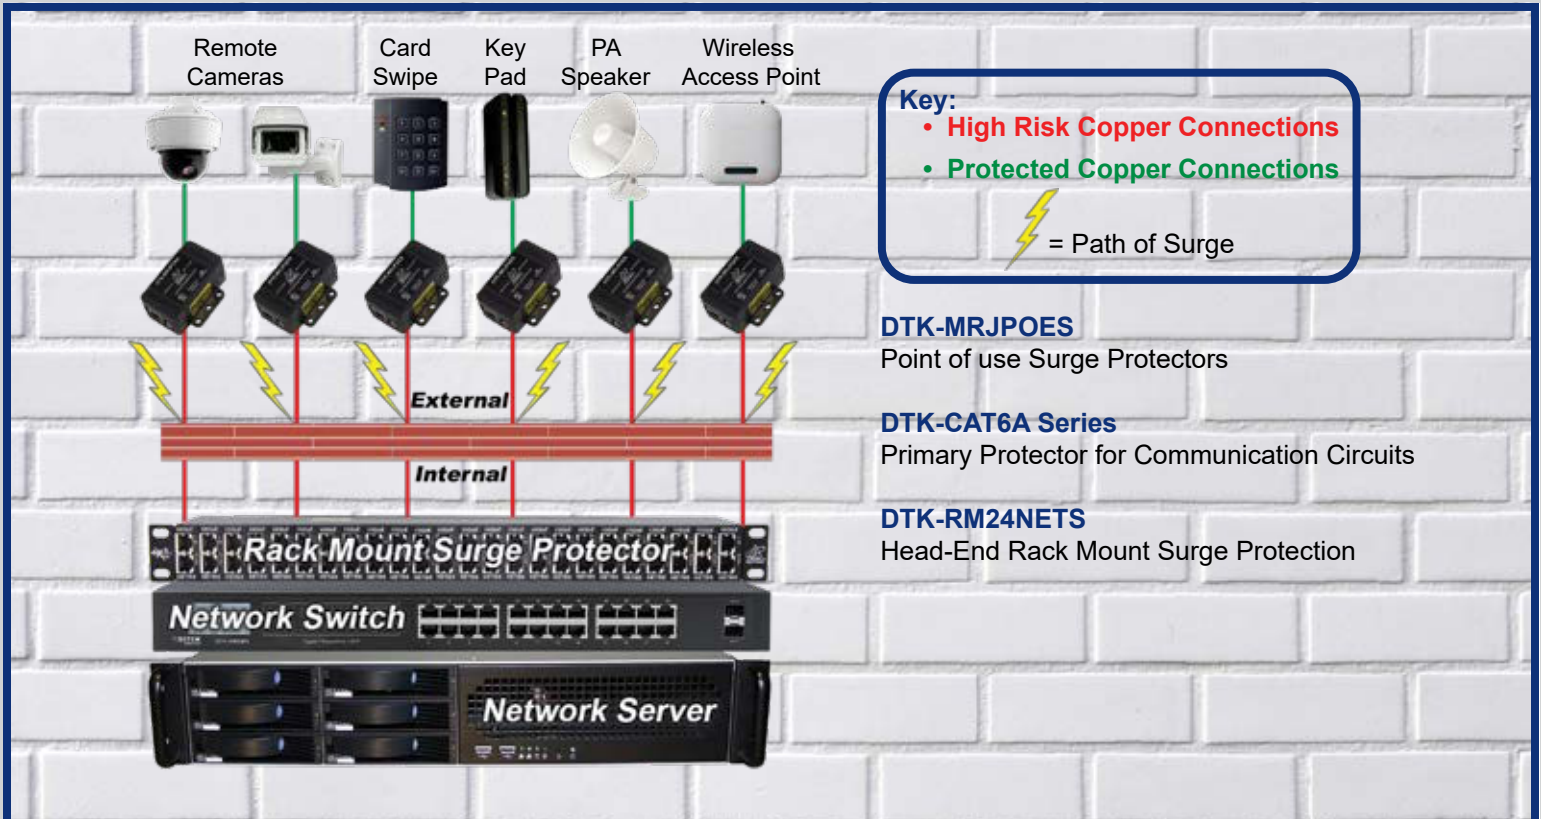 Remote
Cameras
Card
Swipe
Key
Pad
PA
Speaker
Wireless
Access Point
Key:
• High Risk Copper Connections
• Protected Copper Connections
= Path of Surge
External
Internal
Rack Mount Surge Protector
Network Switch
Network Server
DTK-MRJPOES
Point of use Surge Protectors
DTK-CAT6A Series
Primary Protector for Communication Circuits
DTK-RM24NETS
Head-End Rack Mount Surge Protection